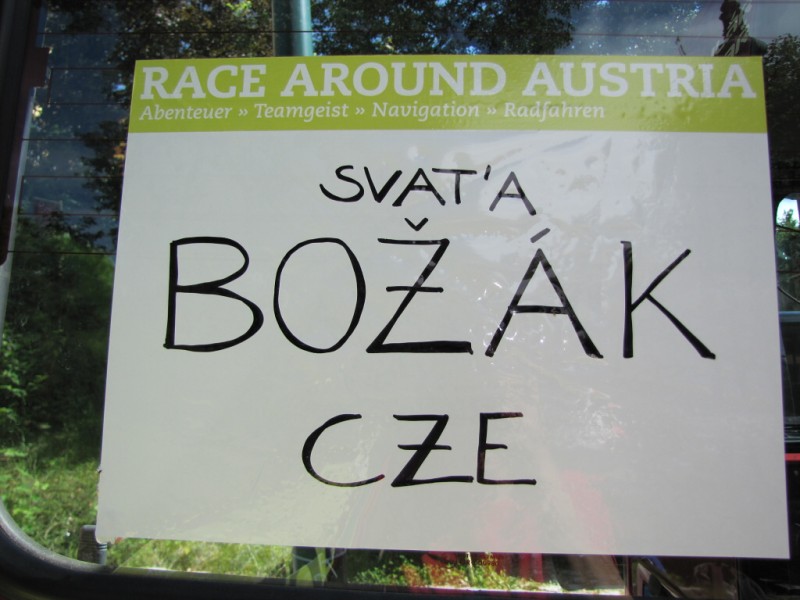 RACE AROUND AUSTRIA
Abenteuer » Teamgeist » Navigation » Radfahren
SVAT'A
BOŽÁK
CZE